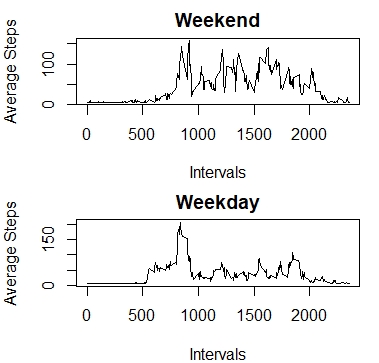 Weekend
Average Steps
100
0
0 500 1000 1500 2000
Intervals
Weekday
Average Steps
150
0
0 500 1000 1500 2000
Intervals